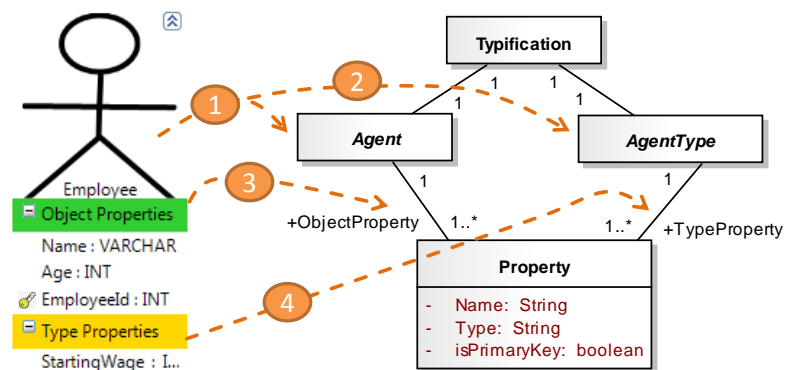 Employee
Object Properties
Name : VARCHAR
Age : INT
EmployeeId : INT
Type Properties
StartingWage : I...
1
2
3
4
Typification
1
1
1
1
Agent
AgentType
1
1
+ObjectProperty
1..*
1..*
+TypeProperty
Property
- Name: String
- Type: String
- isPrimaryKey: boolean